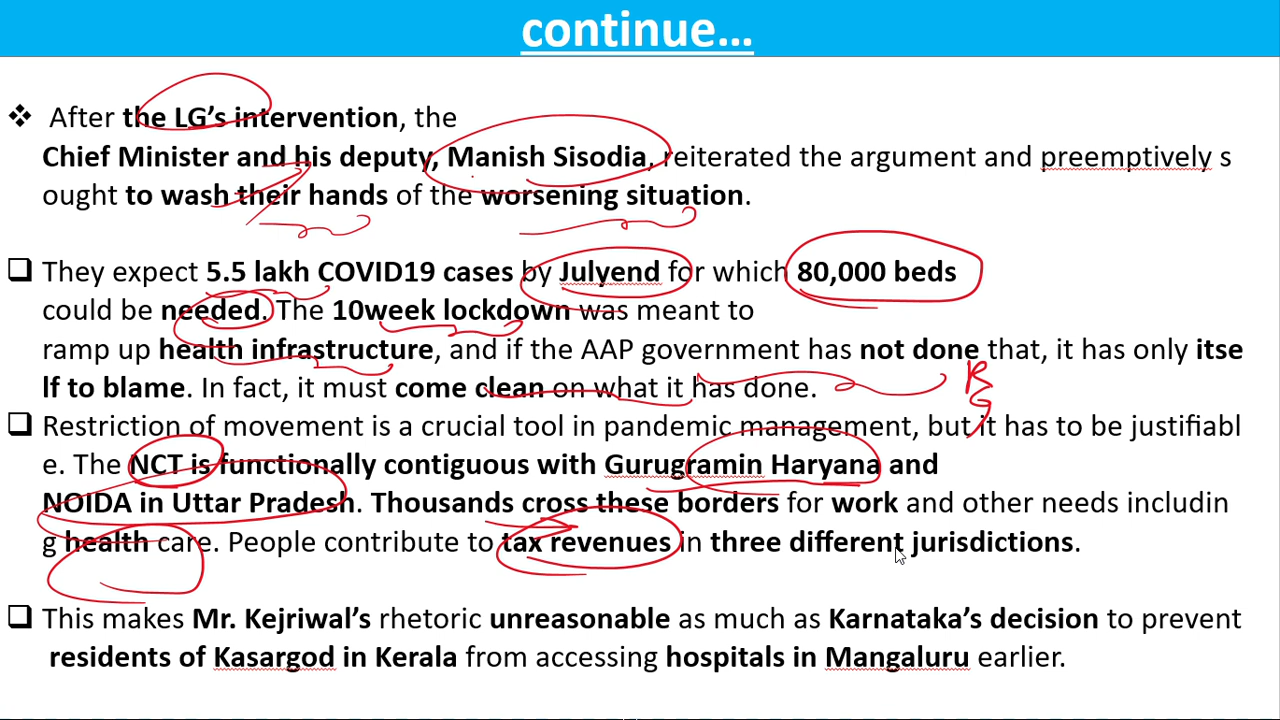 continue…
❖ After the LG’s intervention, the
Chief Minister and his deputy, Manish Sisodia, reiterated the argument and preemptively s
ought to wash their hands of the worsening situation.
❑ They expect 5.5 lakh COVID19 cases by Julyend for which 80,000 beds
could be needed. The 10week lockdown was meant to
ramp up health infrastructure, and if the AAP government has not done that, it has only itse
lf to blame. In fact, it must come clean on what it has done.
❑ Restriction of movement is a crucial tool in pandemic management, but it has to be justifiabl
e. The NCT is functionally contiguous with Gurugramin Haryana and
NOIDA in Uttar Pradesh. Thousands cross these borders for work and other needs includin
g health care. People contribute to tax revenues in three different jurisdictions.
❑ This makes Mr. Kejriwal’s rhetoric unreasonable as much as Karnataka’s decision to prevent
residents of Kasargod in Kerala from accessing hospitals in Mangaluru earlier.